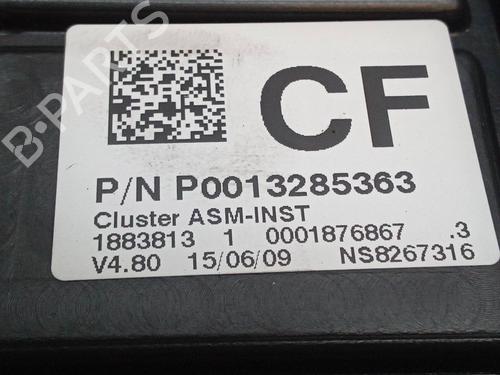 CF
P/N P0013285363
Cluster ASM-INST
1883813 1 0001876867 .3
V4.80 15/06/09 NS8267316
B-PARTS